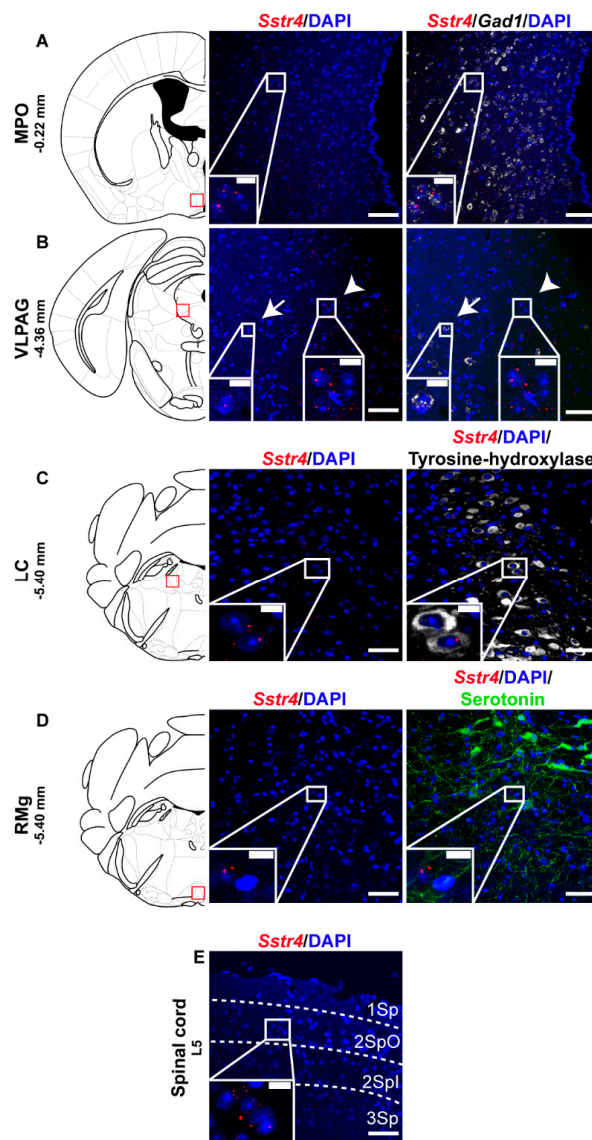 Sstr4/DAPI
Sstr4/Gad1/DAPI
A
MPO
-0.22 mm
B
VLPAG
-4.36 mm
Sstr4/DAPI
Sstr4/DAPI/
Tyrosine-hydroxylase
C
LC
-5.40 mm
Sstr4/DAPI
Sstr4/DAPI/
Serotonin
D
RMg
-5.40 mm
Sstr4/DAPI
E
Spinal cord
L5
1Sp
2SpO
2SpI
3Sp